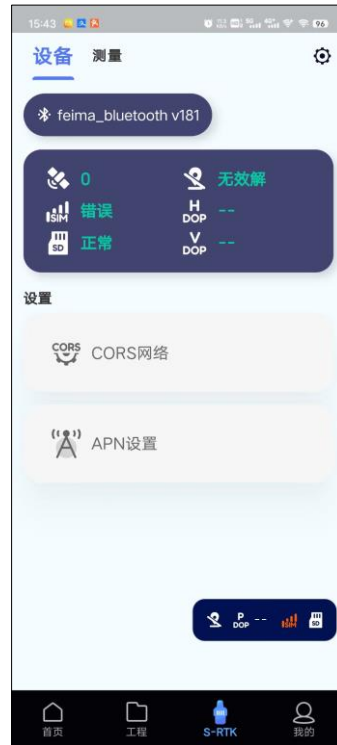 15:43 96
设备 测量
feima_bluetooth v181
0 无效解
SIM 错误 H DOP --
SD 正常 V DOP --
设置
CORS CORS网络
APN设置
P DOP -- SIM SD
首页 工程 S-RTK 我的